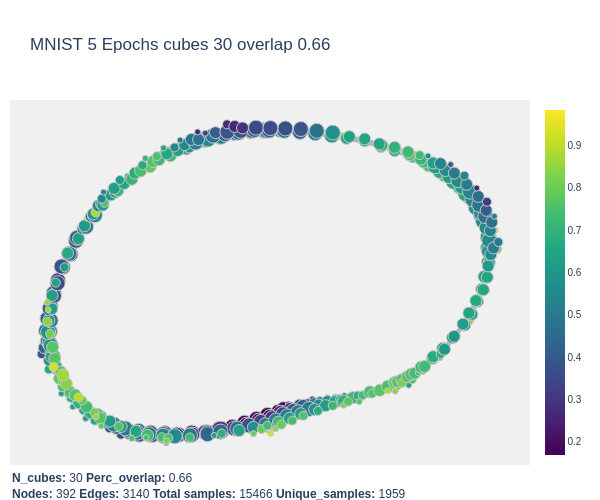 MNIST 5 Epochs cubes 30 overlap 0.66
0.9
0.8
0.7
0.6
0.5
0.4
0.3
0.2
N_cubes: 30 Perc_overlap: 0.66
Nodes: 392 Edges: 3140 Total samples: 15466 Unique_samples: 1959